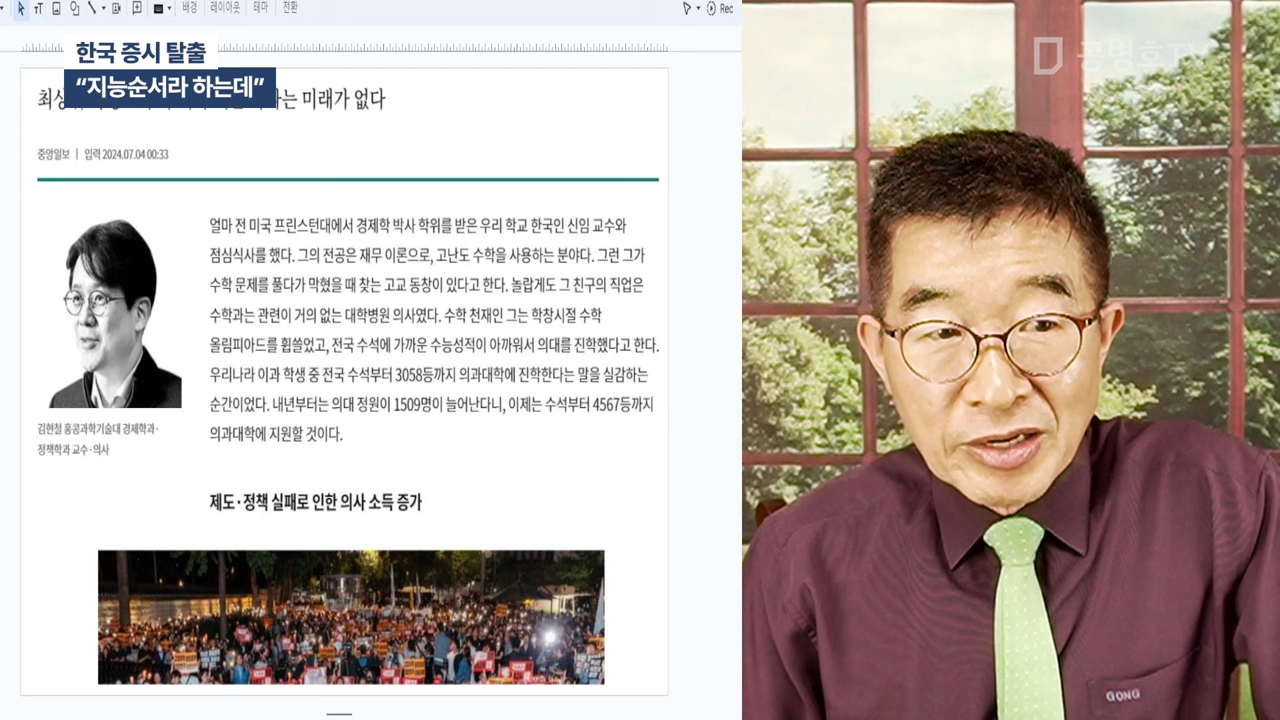 배경 레이아웃 테마 전환
Rec
한국 증시 탈출
“지능순서라 하는데”
는 미래가 없다
중앙일보 | 입력 2024.07.04 00:33
얼마 전 미국 프린스턴대에서 경제학 박사 학위를 받은 우리 학교 한국인 신임 교수와
점심식사를 했다. 그의 전공은 재무 이론으로, 고난도 수학을 사용하는 분야다. 그런 그가
수학 문제를 풀다가 막혔을 때 찾는 고교 동창이 있다고 한다. 놀랍게도 그 친구의 직업은
수학과는 관련이 거의 없는 대학병원 의사였다. 수학 천재인 그는 학창시절 수학
올림피아드를 휩쓸었고, 전국 수석에 가까운 수능성적이 아까워서 의대를 진학했다고 한다.
우리나라 이과 학생 중 전국 수석부터 3058등까지 의과대학에 진학한다는 말을 실감하는
순간이었다. 내년부터는 의대 정원이 1509명이 늘어난다니, 이제는 수석부터 4567등까지
의과대학에 지원할 것이다.
김현철 홍콩과학기술대 경제학과·
정책학과 교수·의사
제도·정책 실패로 인한 의사 소득 증가
공병호TV
GONG